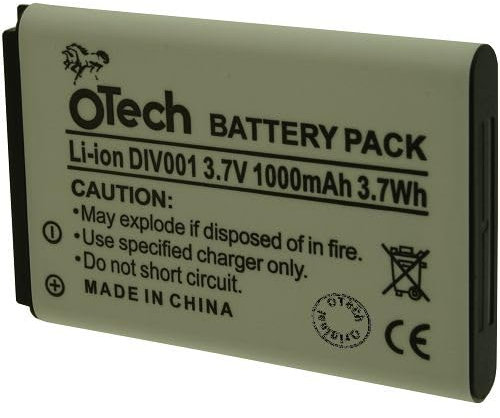 OTech BATTERY PACK
Li-ion DIV001 3.7V 1000mAh 3.7Wh
CAUTION:
•May explode if disposed of in fire.
•Use specified charger only.
•Do not short circuit.
MADE IN CHINA
CE
OTech